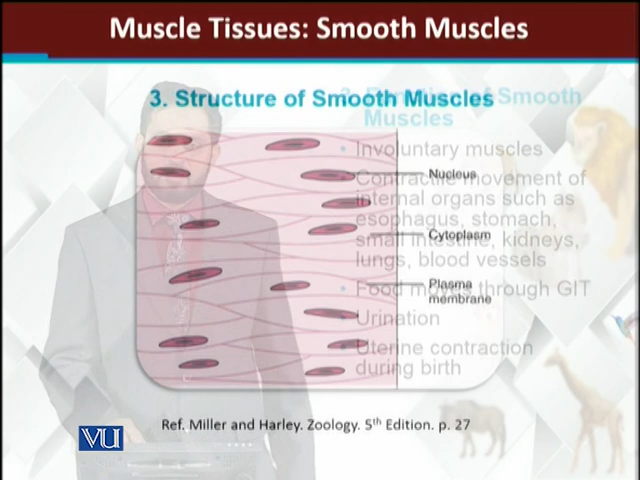 Muscle Tissues: Smooth Muscles
3. Structure of Smooth Muscles
Nucleus
Cytoplasm
Plasma
membrane
of Smooth
Muscles
• Involuntary muscles
• Contractile movement of
internal organs such as
esophagus, stomach,
small intestine, kidneys,
lungs, blood vessels
• Food moves through GIT
• Urination
• Uterine contraction
during birth
Ref. Miller and Harley. Zoology. 5th Edition. p. 27
VU